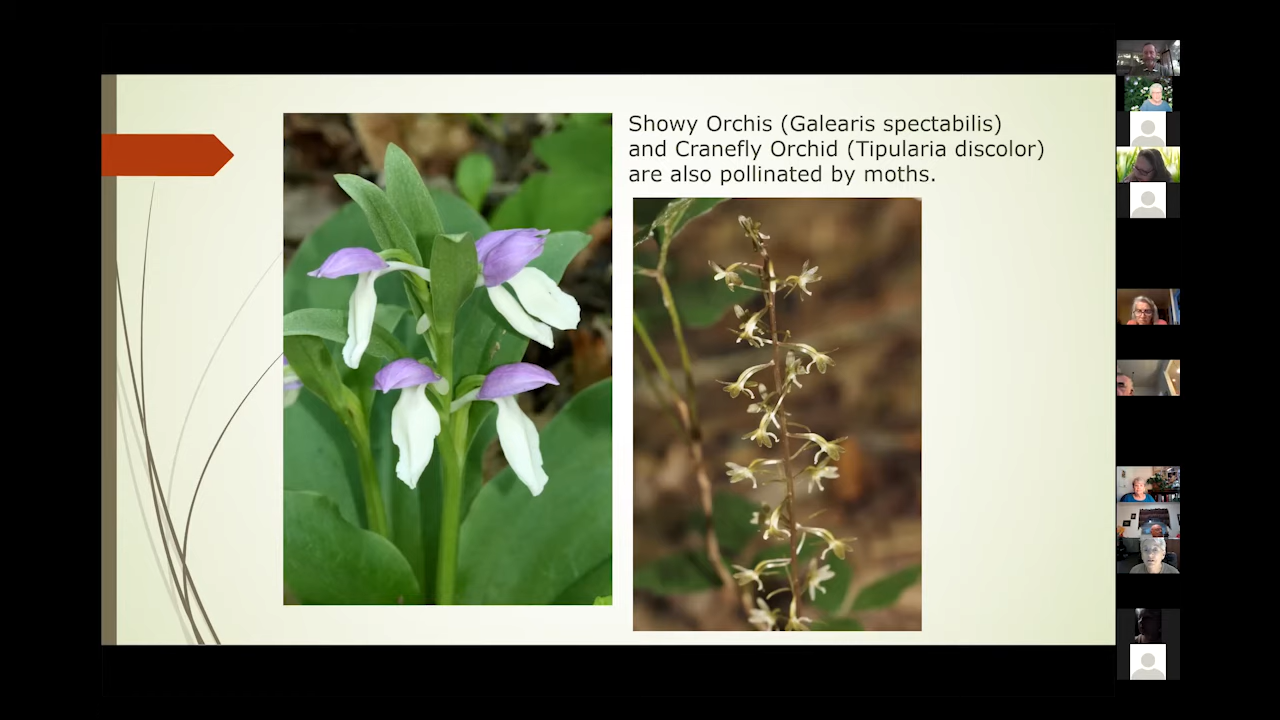 Showy Orchis (Galearis spectabilis)
and Cranefly Orchid (Tipularia discolor)
are also pollinated by moths.